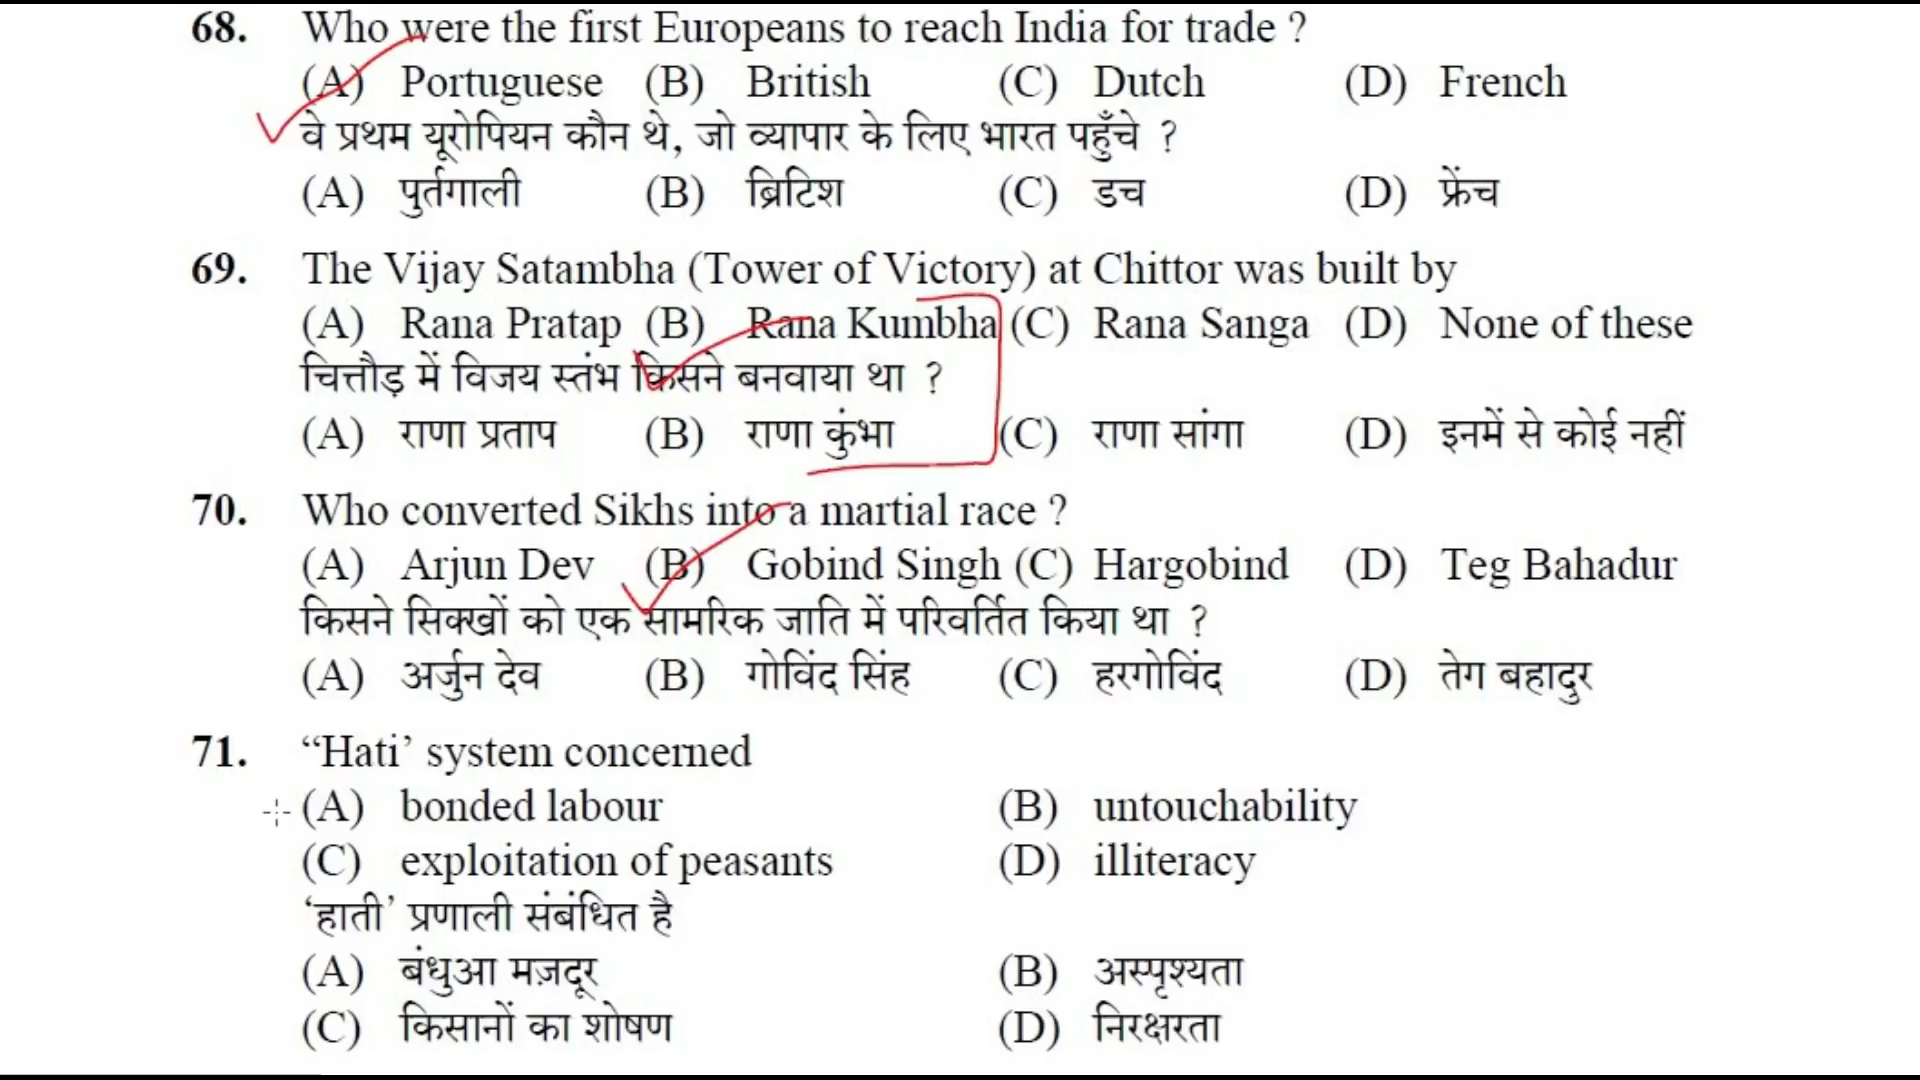 68. Who were the first Europeans to reach India for trade ?
(A) Portuguese (B) British (C) Dutch (D) French
वे प्रथम यूरोपियन कौन थे, जो व्यापार के लिए भारत पहुँचे ?
(A) पुर्तगाली (B) ब्रिटिश (C) डच (D) फ्रेंच
69. The Vijay Satambha (Tower of Victory) at Chittor was built by
(A) Rana Pratap (B) Rana Kumbha (C) Rana Sanga (D) None of these
चित्तौड़ में विजय स्तंभ किसने बनवाया था ?
(A) राणा प्रताप (B) राणा कुंभा (C) राणा सांगा (D) इनमें से कोई नहीं
70. Who converted Sikhs into a martial race ?
(A) Arjun Dev (B) Gobind Singh (C) Hargobind (D) Teg Bahadur
किसने सिक्खों को एक सामरिक जाति में परिवर्तित किया था ?
(A) अर्जुन देव (B) गोविंद सिंह (C) हरगोविंद (D) तेग बहादुर
71. “Hati’ system concerned
(A) bonded labour (B) untouchability
(C) exploitation of peasants (D) illiteracy
‘हाती’ प्रणाली संबंधित है
(A) बंधुआ मज़दूर (B) अस्पृश्यता
(C) किसानों का शोषण (D) निरक्षरता